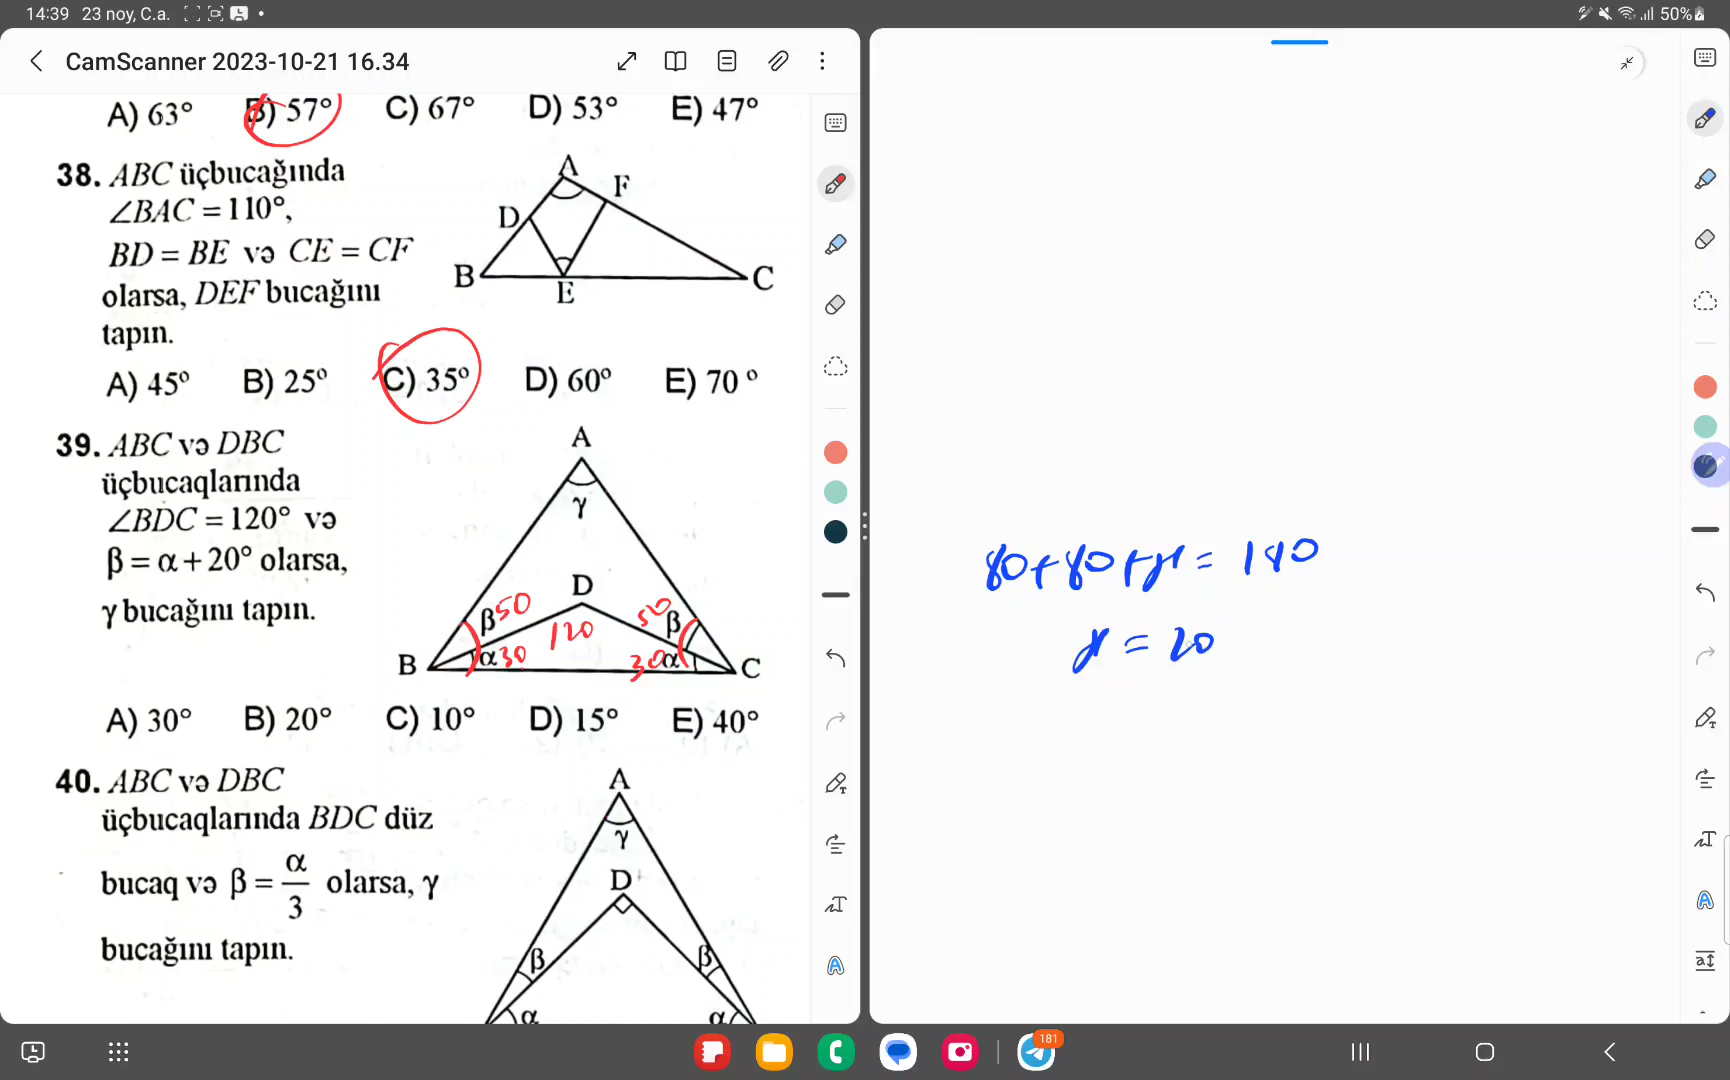 14:39 23 noy, C.a. 50%
CamScanner 2023-10-21 16.34
A) 63° B) 57° C) 67° D) 53° E) 47°
38. ABC üçbucağında
∠BAC = 110°,
BD = BE və CE = CF
olarsa, DEF bucağını
tapın.
A
F
D
B
C
E
A) 45° B) 25° C) 35° D) 60° E) 70°
39. ABC və DBC
üçbucaqlarında
∠BDC = 120° və
β = α + 20° olarsa,
γ bucağını tapın.
A
γ
D
β 50 50 β
120
α 30 30 α
B C
A) 30° B) 20° C) 10° D) 15° E) 40°
40. ABC və DBC
üçbucaqlarında BDC düz
bucaq və β = α/3 olarsa, γ
bucağını tapın.
A
γ
D
β β
α α
80 + 80 + γ = 180
γ = 20
181